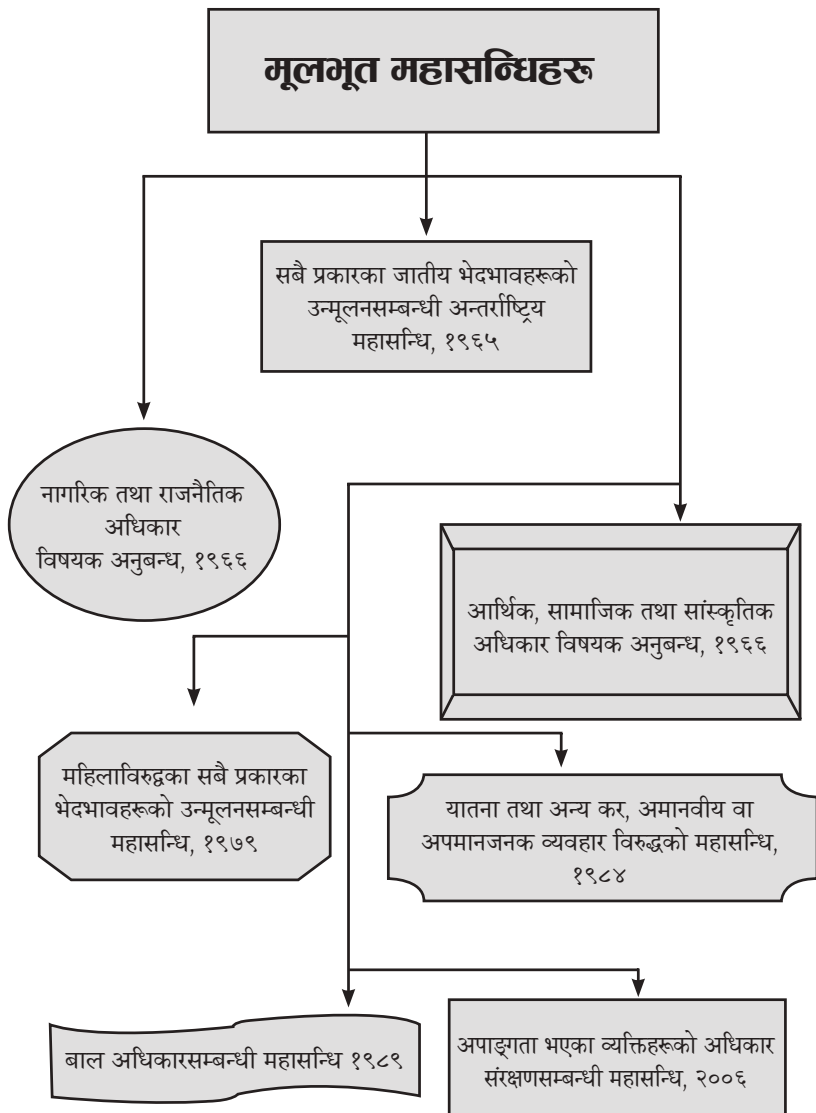 मूलभूत महासन्धिहरू
सबै प्रकारका जातीय भेदभावहरूको
उन्मूलनसम्बन्धी अन्तर्राष्ट्रिय
महासन्धि, १९६५
नागरिक तथा राजनैतिक
अधिकार
विषयक अनुबन्ध, १९६६
आर्थिक, सामाजिक तथा सांस्कृतिक
अधिकार विषयक अनुबन्ध, १९६६
महिलाविरुद्धका सबै प्रकारका
भेदभावहरूको उन्मूलनसम्बन्धी
महासन्धि, १९७९
यातना तथा अन्य कर, अमानवीय वा
अपमानजनक व्यवहार विरुद्धको महासन्धि,
१९८४
बाल अधिकारसम्बन्धी महासन्धि १९८९
अपाङ्गता भएका व्यक्तिहरूको अधिकार
संरक्षणसम्बन्धी महासन्धि, २००६